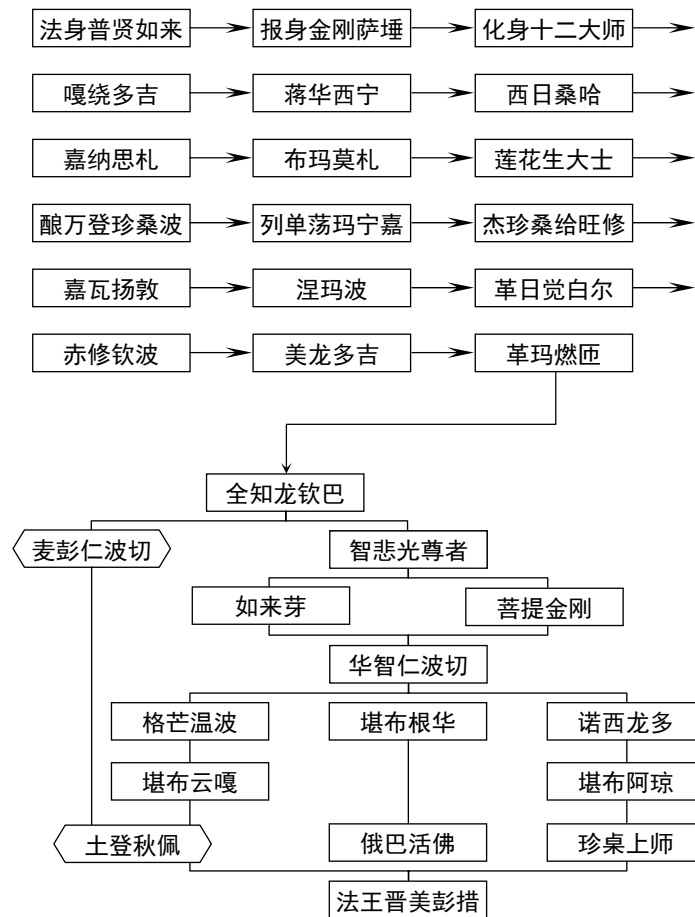 法身普贤如来 报身金刚萨埵 化身十二大师
嘎绕多吉 蒋华西宁 西日桑哈
嘉纳思札 布玛莫札 莲花生大士
酿万登珍桑波 列单荡玛宁嘉 杰珍桑给旺修
嘉瓦扬敦 涅玛波 革日觉白尔
赤修钦波 美龙多吉 革玛燃匝
全知龙钦巴
麦彭仁波切 智悲光尊者
如来芽 菩提金刚
华智仁波切
格芒温波 堪布根华 诺西龙多
堪布云嘎 堪布阿琼
土登秋佩 俄巴活佛 珍桌上师
法王晋美彭措